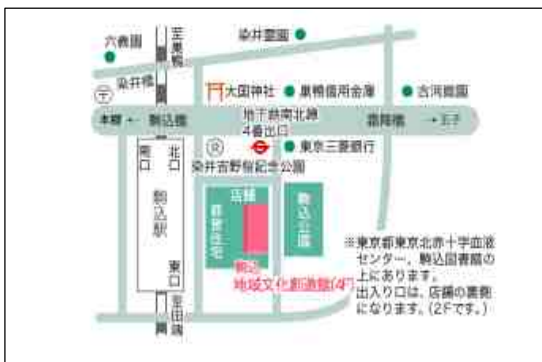 六義園
至巣鴨
染井霊園
染井橋
〒
大国神社
巣鴨信用金庫
古河庭園
本郷 ←
駒込橋
地下鉄南北線
4番出口
霜降橋
→ 王子
南口
北口
東京三菱銀行
染井吉野桜記念公園
駒込駅
店舗
都営住宅
駒込公園
東口
駒込
地域文化創造館(4F)
至田端
※東京都東京北赤十字血液
センター、駒込図書館の
上にあります。
出入り口は、店舗の裏側
になります。(2Fです。)